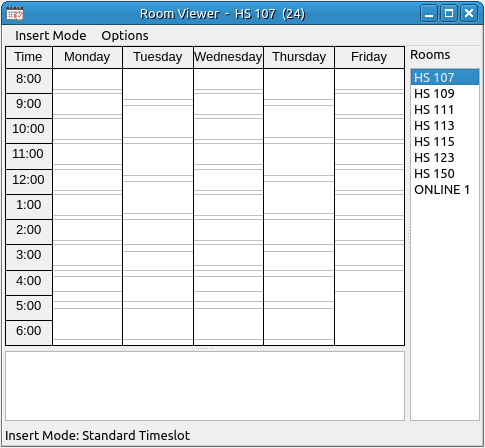 Room Viewer - HS 107 (24)
Insert Mode Options
Time Monday Tuesday Wednesday Thursday Friday
8:00
9:00
10:00
11:00
12:00
1:00
2:00
3:00
4:00
5:00
6:00
Rooms
HS 107
HS 109
HS 111
HS 113
HS 115
HS 123
HS 150
ONLINE 1
Insert Mode: Standard Timeslot